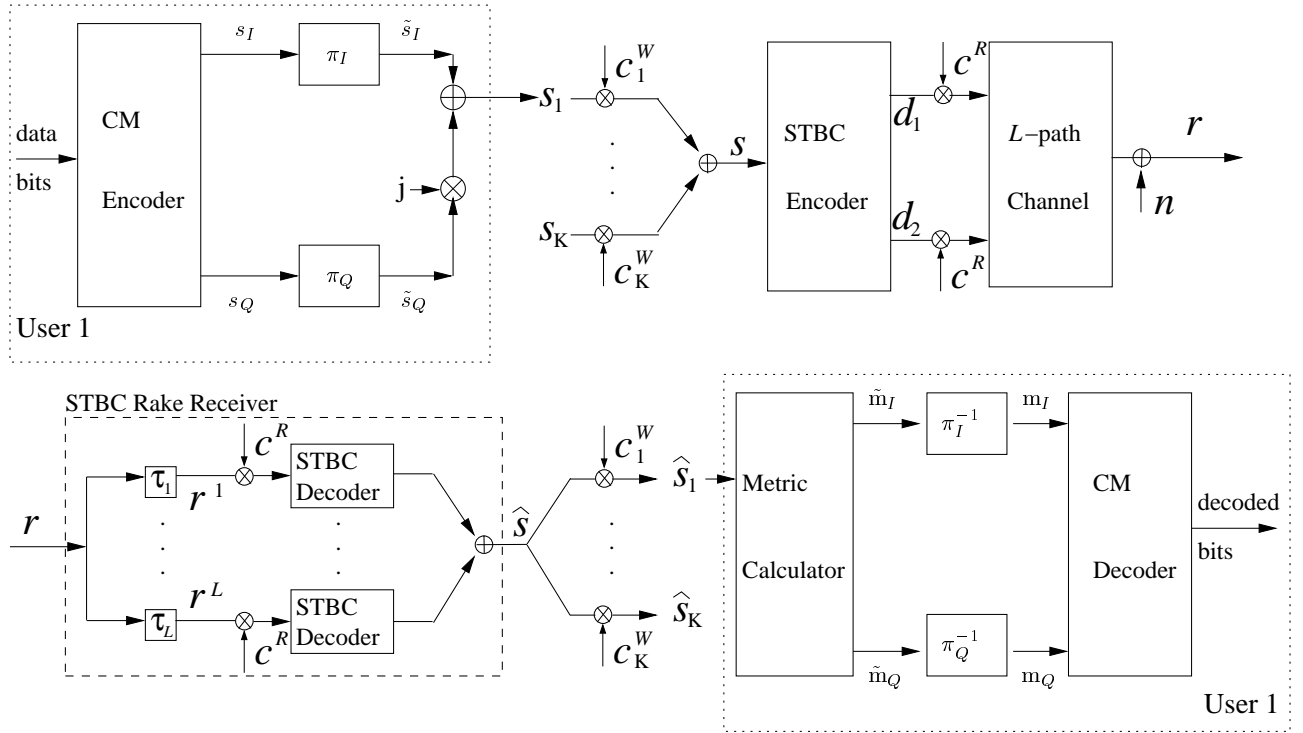 s_I
π_I
s̃_I
CM
Encoder
data
bits
j
s_Q
π_Q
s̃_Q
User 1
s_1
c_1^W
.
.
.
s_K
c_K^W
s
STBC
Encoder
d_1
c^R
d_2
c^R
L−path
Channel
n
r
STBC Rake Receiver
r
τ_1
r^1
c^R
STBC
Decoder
.
.
.
τ_L
r^L
c^R
STBC
Decoder
ŝ
c_1^W
ŝ_1
.
.
.
c_K^W
ŝ_K
Metric
Calculator
m̃_I
π_I^{-1}
m_I
m̃_Q
π_Q^{-1}
m_Q
CM
Decoder
decoded
bits
User 1